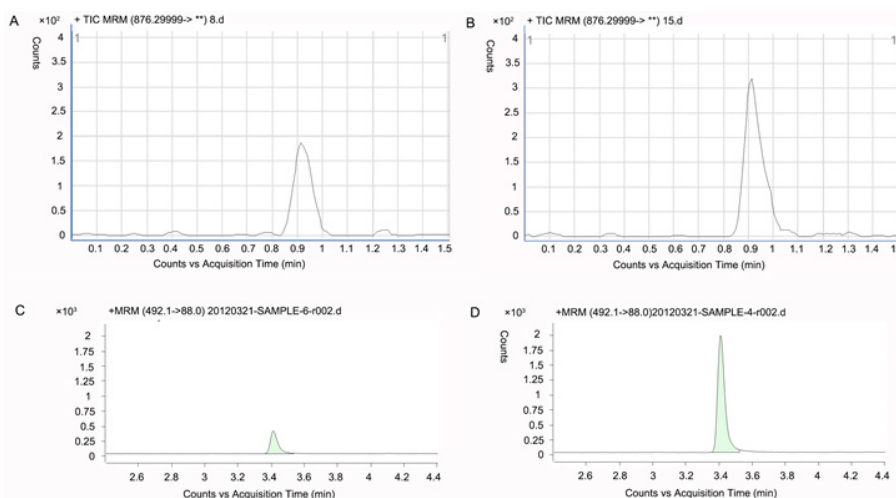 A
×10² + TIC MRM (876.29999-> **) 8.d
1 1
Counts
4
3.5
3
2.5
2
1.5
1
0.5
0
0.1 0.2 0.3 0.4 0.5 0.6 0.7 0.8 0.9 1 1.1 1.2 1.3 1.4 1.5
Counts vs Acquisition Time (min)
B
×10² + TIC MRM (876.29999-> **) 15.d
1 1
Counts
4
3.5
3
2.5
2
1.5
1
0.5
0
0.1 0.2 0.3 0.4 0.5 0.6 0.7 0.8 0.9 1 1.1 1.2 1.3 1.4
Counts vs Acquisition Time (min)
C
×10³ +MRM (492.1->88.0) 20120321-SAMPLE-6-r002.d
2
1.75
1.5
1.25
1
0.75
0.5
0.25
0
2.6 2.8 3 3.2 3.4 3.6 3.8 4 4.2 4.4
Counts vs Acquisition Time (min)
D
×10³ +MRM (492.1->88.0)20120321-SAMPLE-4-r002.d
Counts
2
1.75
1.5
1.25
1
0.75
0.5
0.25
0
2.6 2.8 3 3.2 3.4 3.6 3.8 4 4.2 4.4
Counts vs Acquisition Time (min)